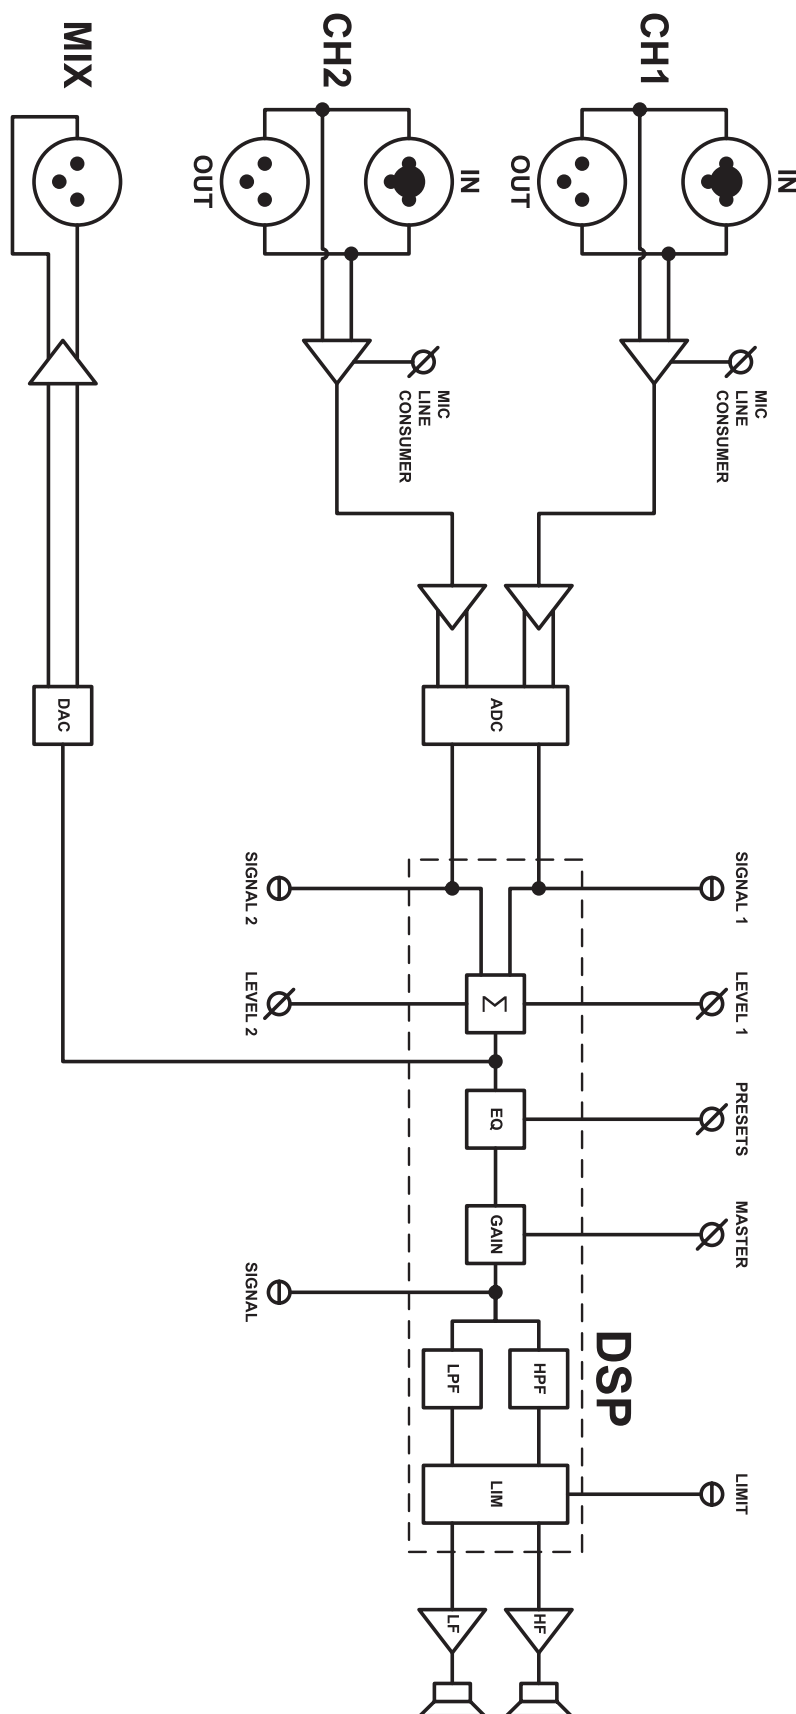 CH1
IN
OUT
MIC
LINE
CONSUMER
CH2
IN
OUT
MIC
LINE
CONSUMER
MIX
ADC
DAC
SIGNAL 1
SIGNAL 2
LEVEL 1
Σ
LEVEL 2
PRESETS
EQ
MASTER
GAIN
SIGNAL
DSP
HPF
LPF
LIMIT
LIM
HF
LF